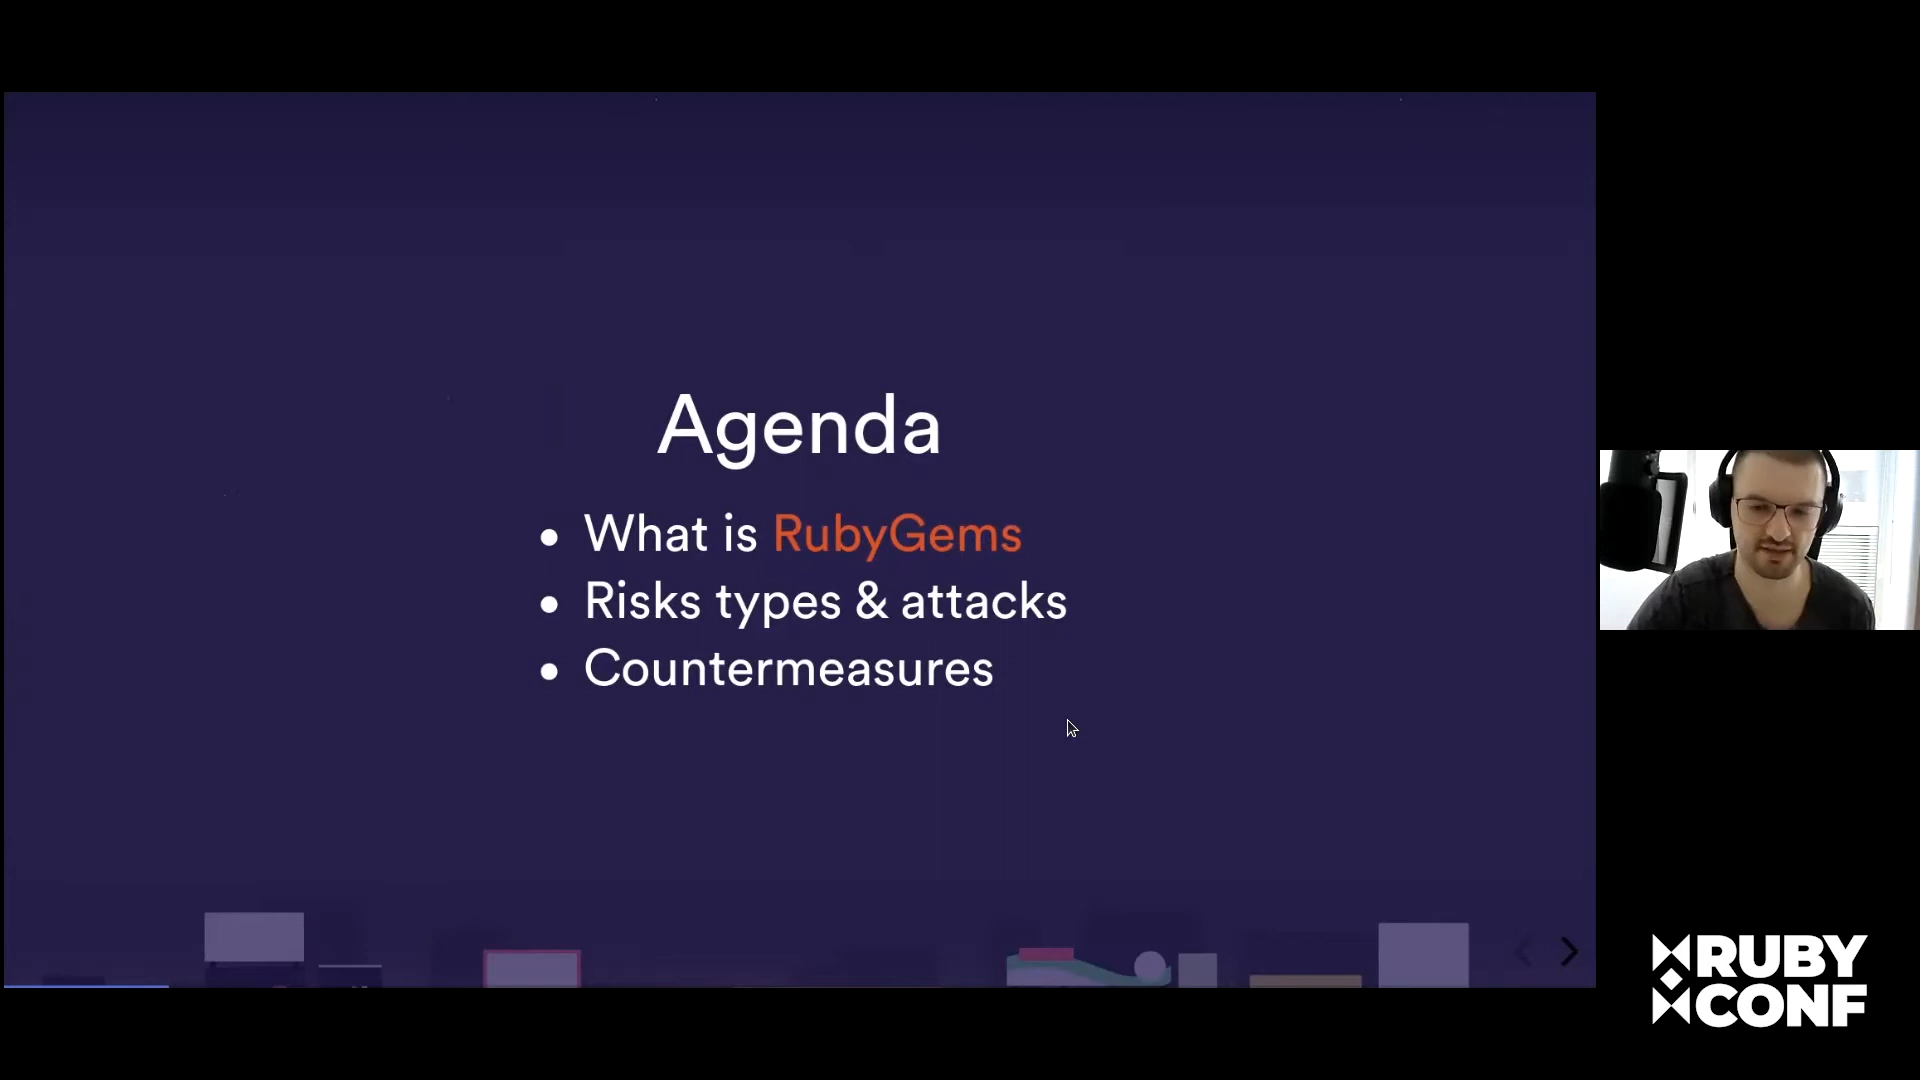 Agenda
• What is RubyGems
• Risks types & attacks
• Countermeasures
RUBY
CONF